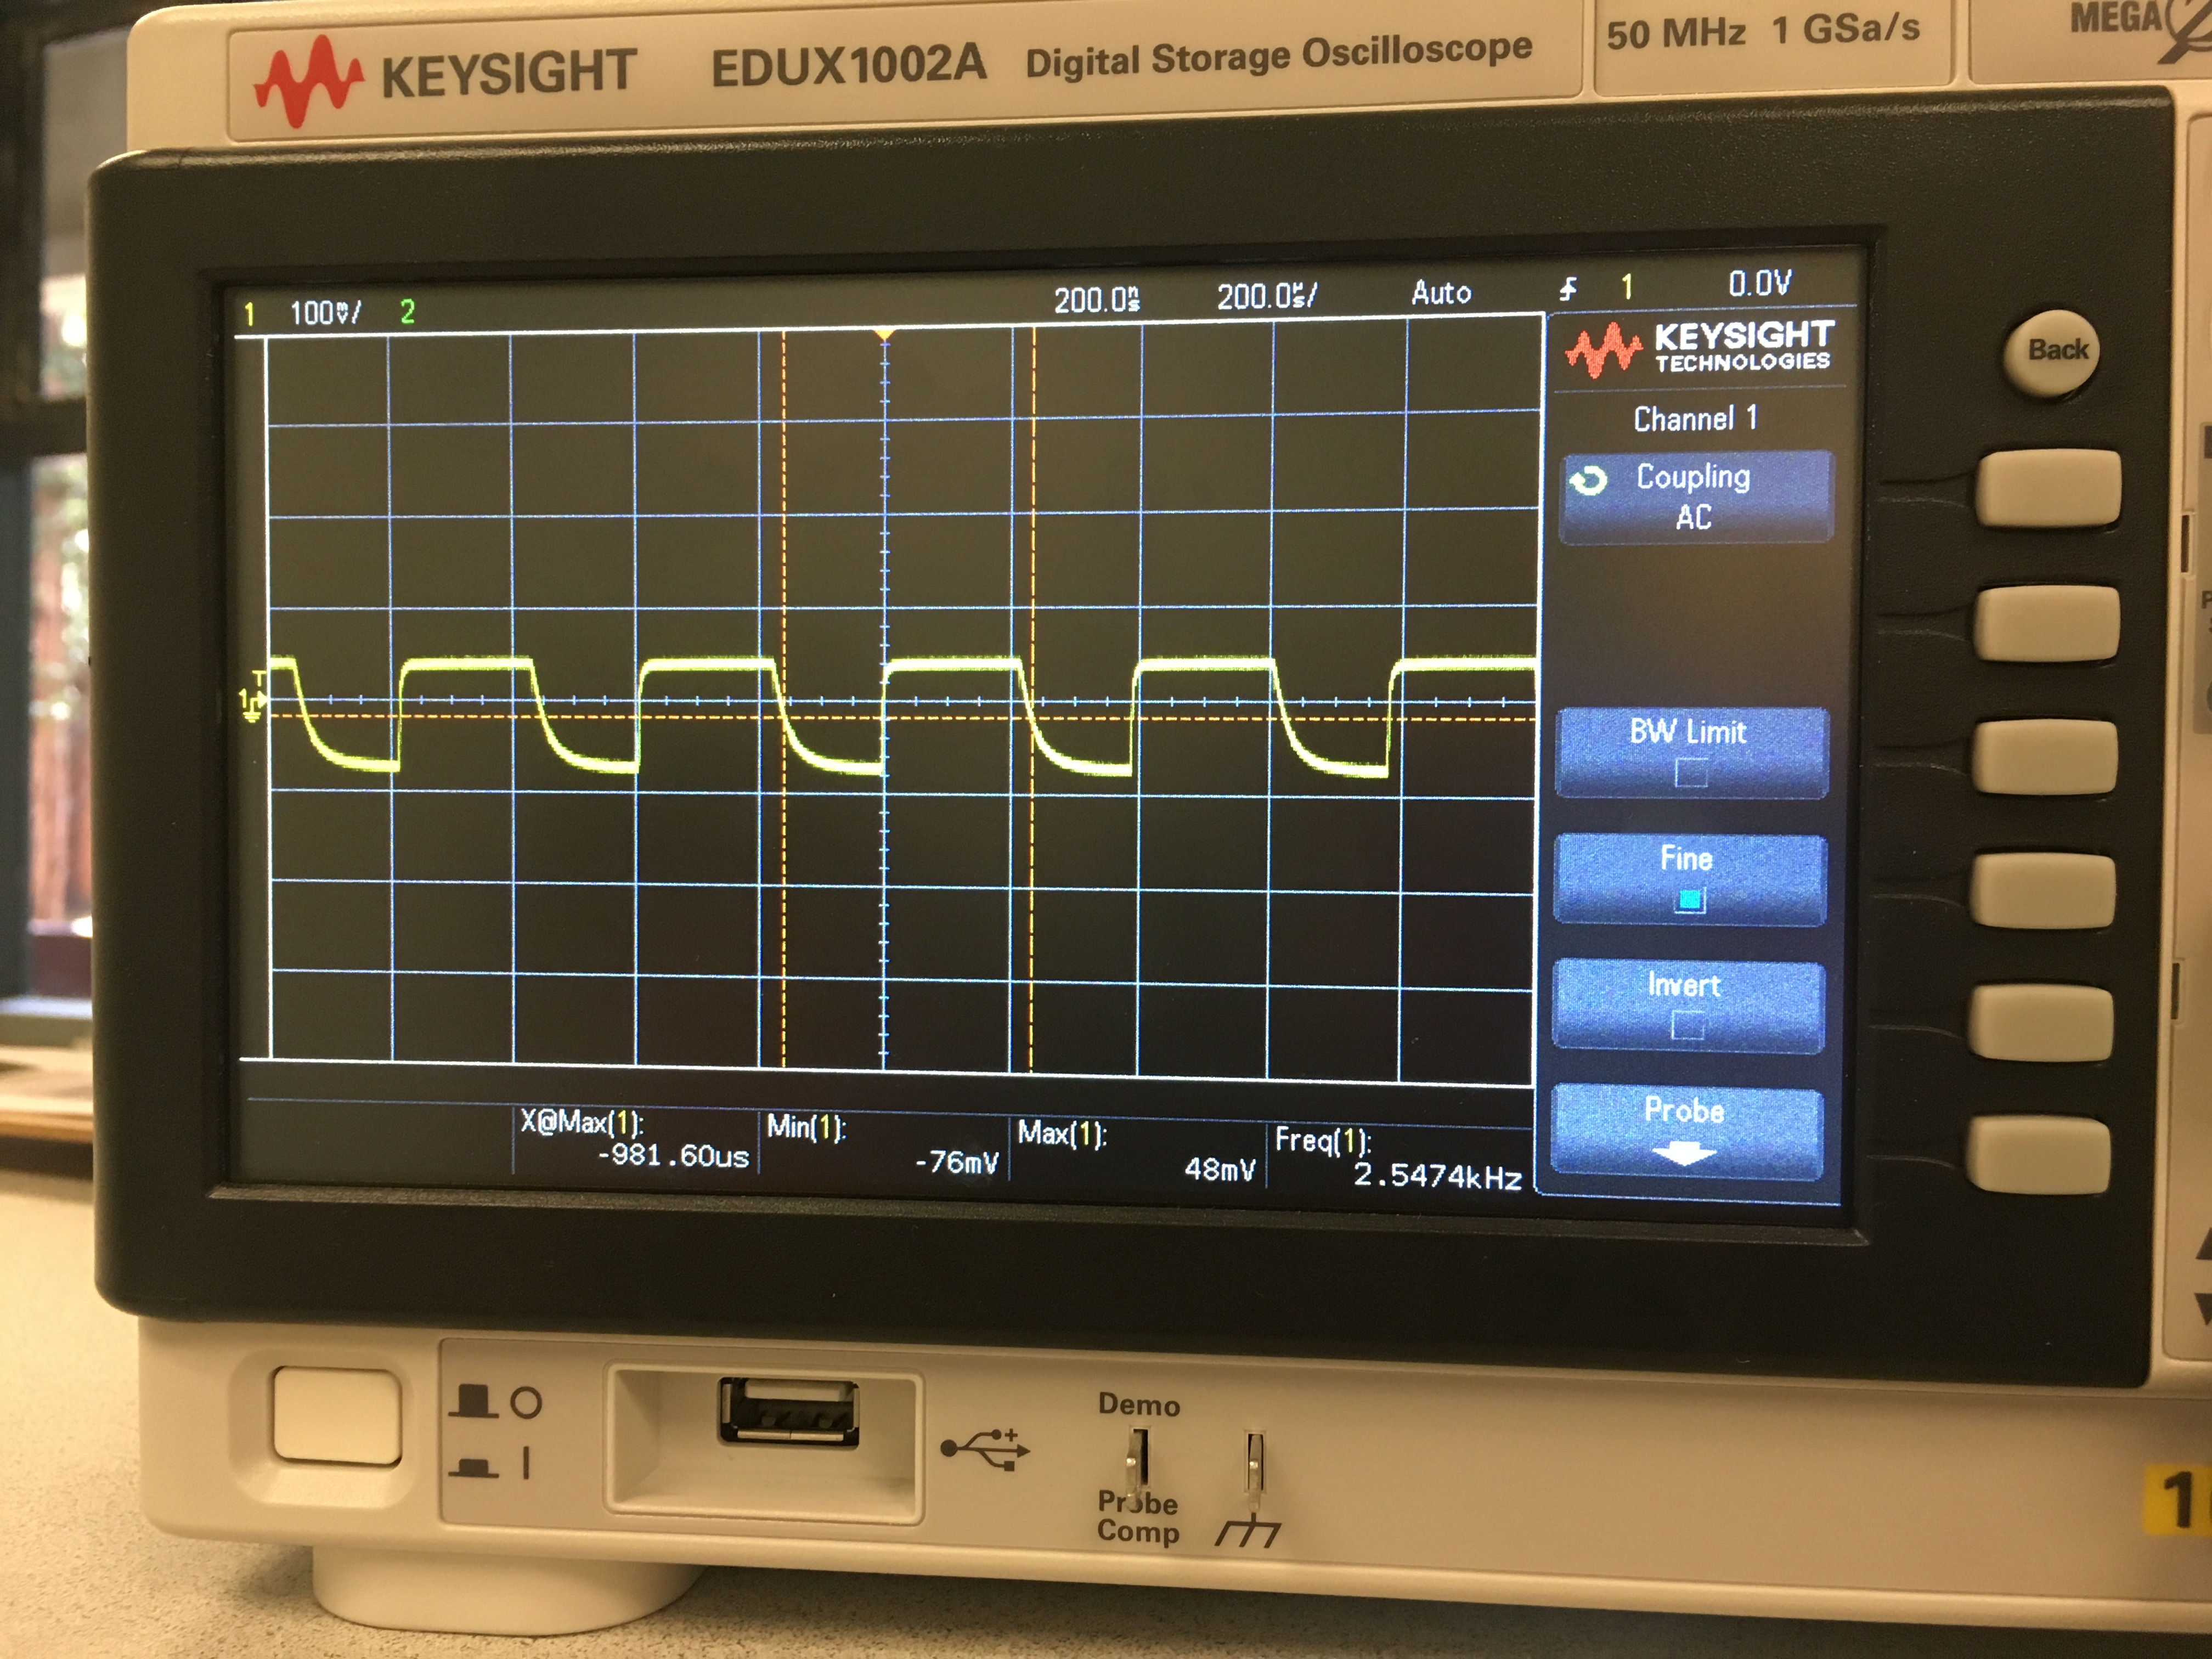 KEYSIGHT EDUX1002A Digital Storage Oscilloscope 50 MHz 1 GSa/s MEGA
1 100mV/ 2 200.0ns 200.0us/ Auto 1 0.0V
KEYSIGHT
TECHNOLOGIES
Back
Channel 1
Coupling
AC
T
1
BW Limit
Fine
Invert
Probe
X@Max(1):
-981.60us
Min(1):
-76mV
Max(1):
48mV
Freq(1):
2.5474kHz
Demo
Probe
Comp